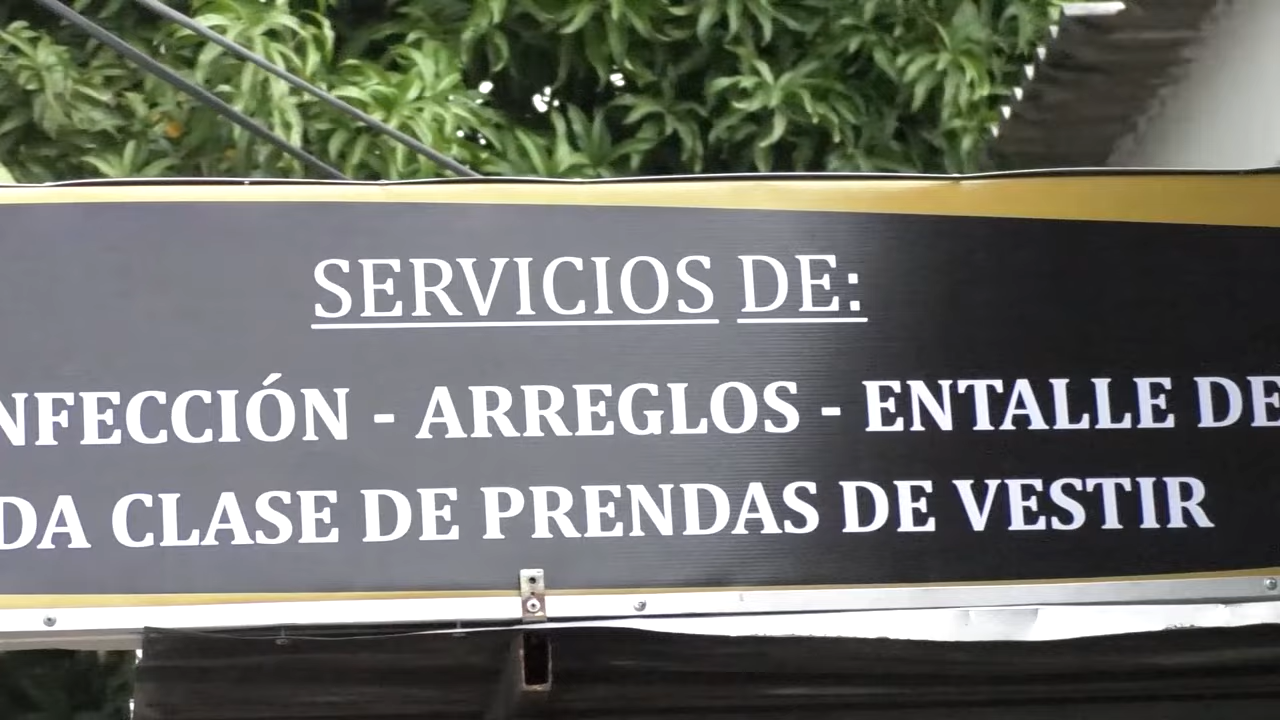 SERVICIOS DE:
NFECCIÓN - ARREGLOS - ENTALLE DE
DA CLASE DE PRENDAS DE VESTIR